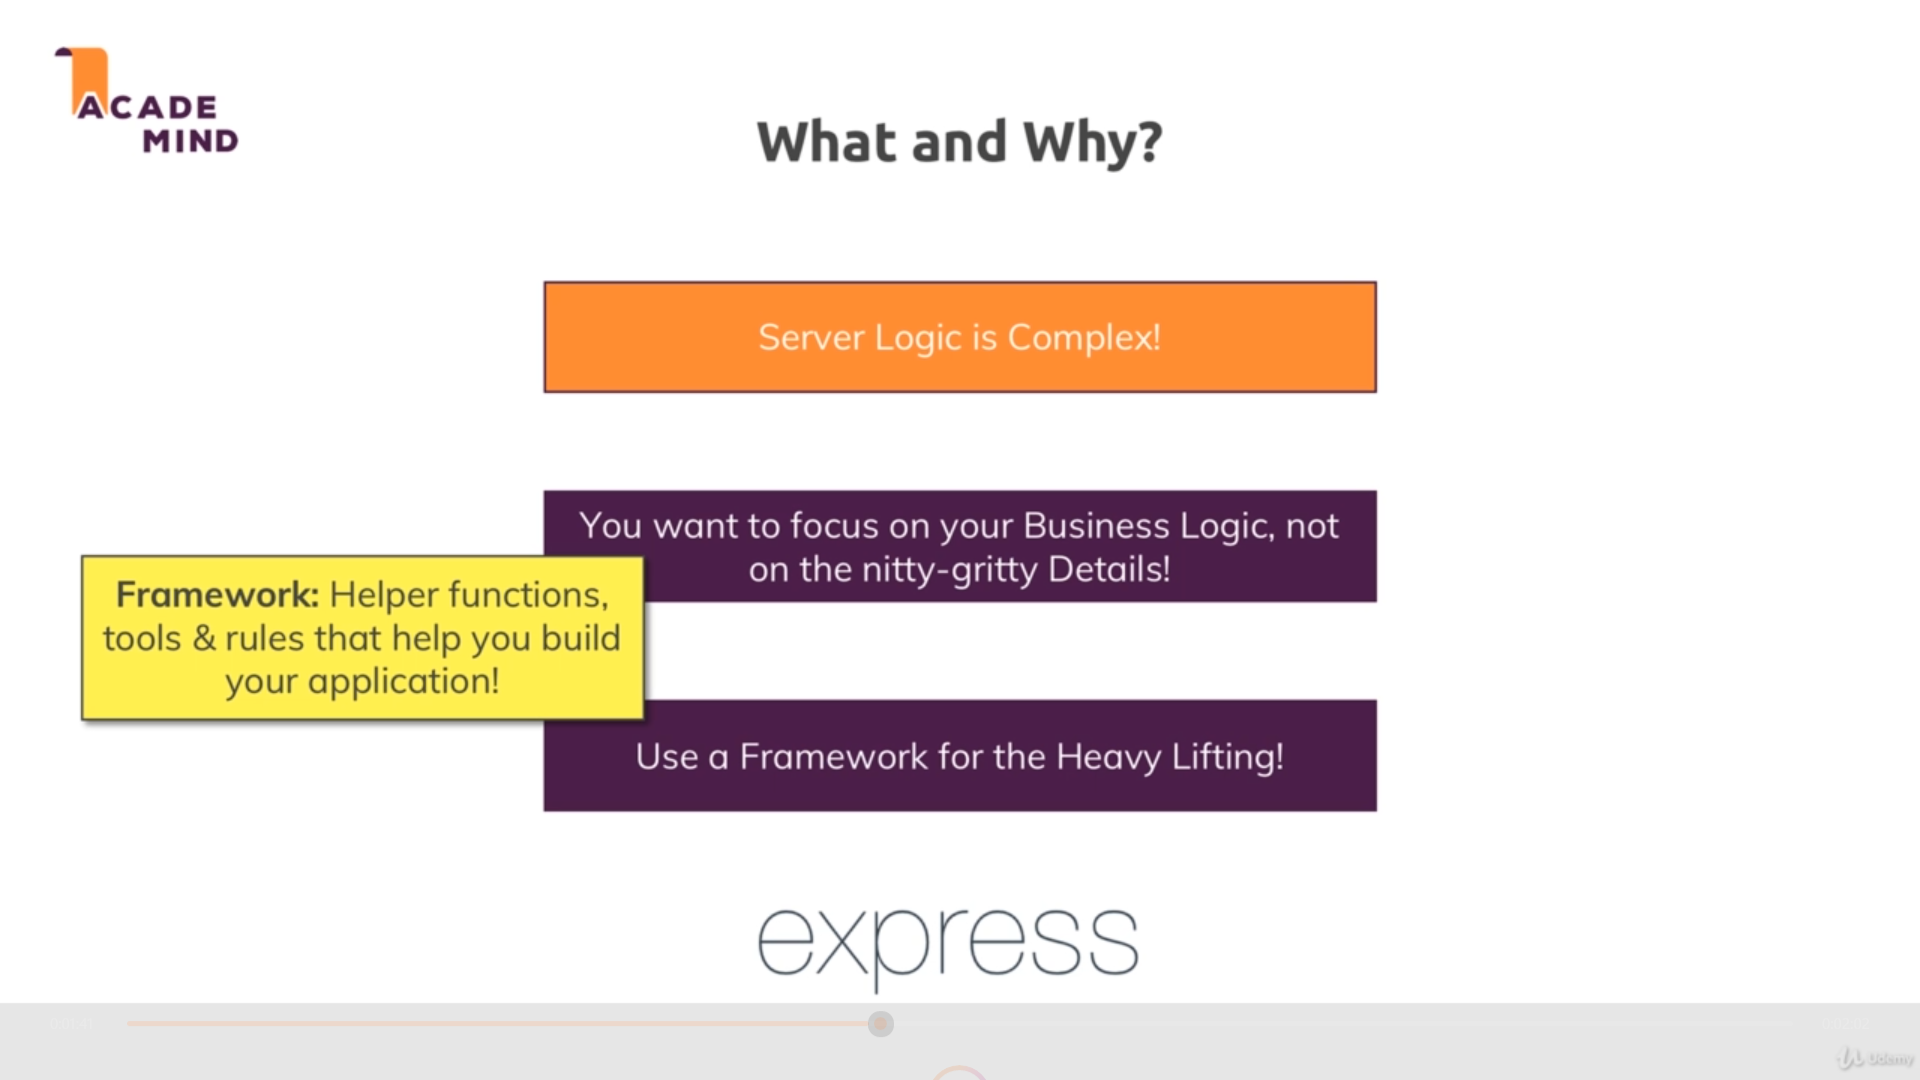 ACADE
MIND
What and Why?
Server Logic is Complex!
You want to focus on your Business Logic, not
on the nitty-gritty Details!
Framework: Helper functions,
tools & rules that help you build
your application!
Use a Framework for the Heavy Lifting!
express
Udemy